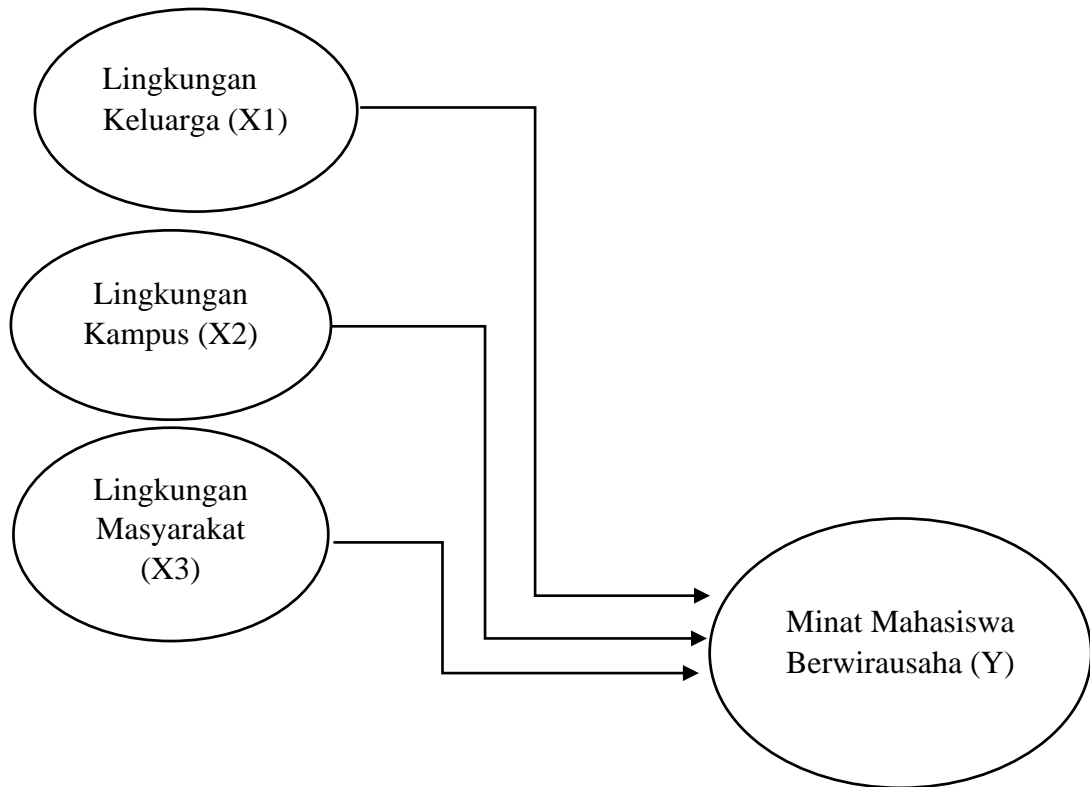 Lingkungan
Keluarga (X1)
Lingkungan
Kampus (X2)
Lingkungan
Masyarakat
(X3)
Minat Mahasiswa
Berwirausaha (Y)